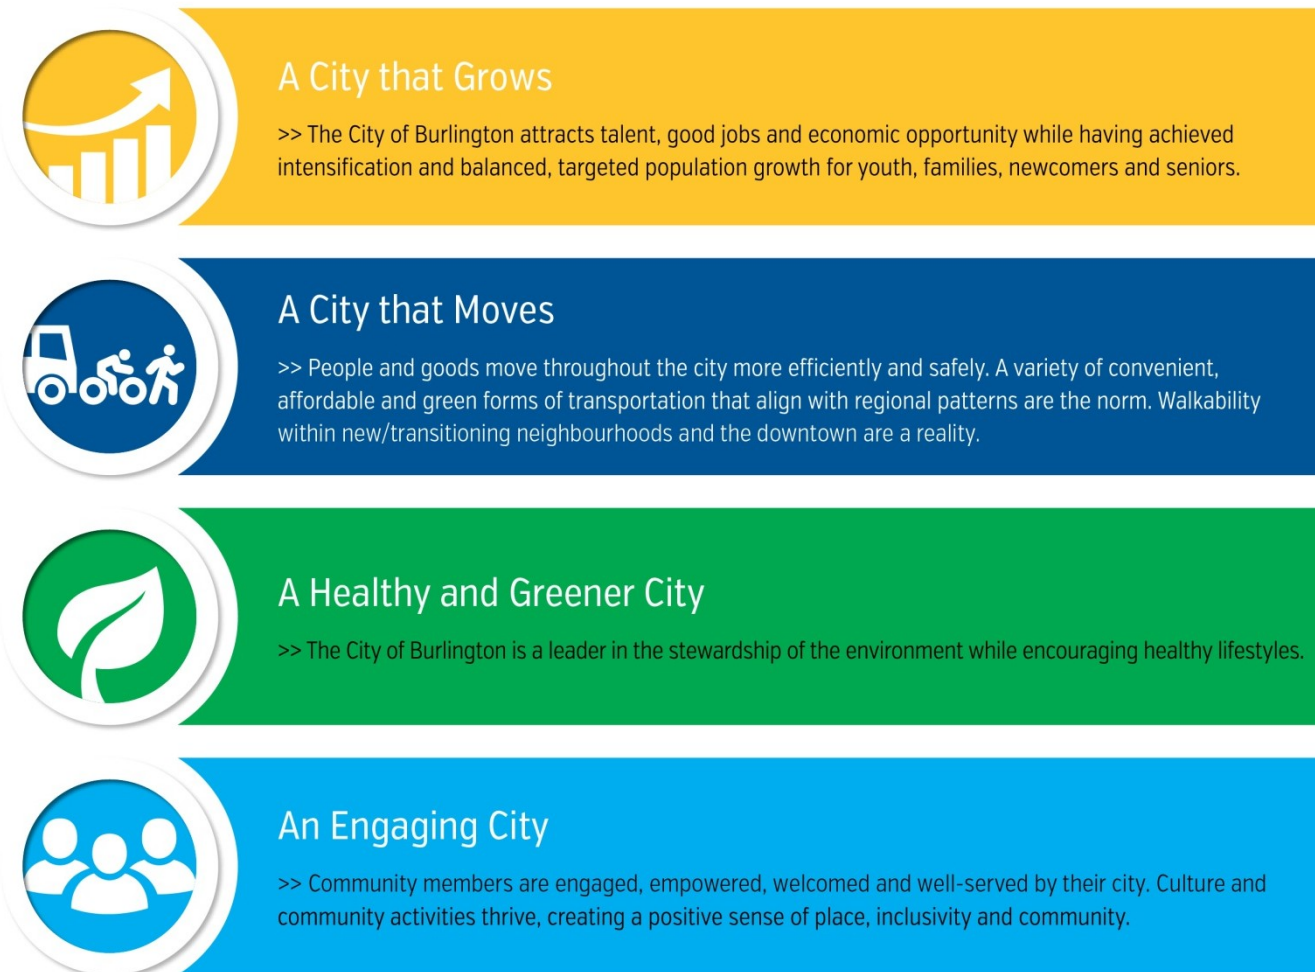 A City that Grows
>> The City of Burlington attracts talent, good jobs and economic opportunity while having achieved
intensification and balanced, targeted population growth for youth, families, newcomers and seniors.
A City that Moves
>> People and goods move throughout the city more efficiently and safely. A variety of convenient,
affordable and green forms of transportation that align with regional patterns are the norm. Walkability
within new/transitioning neighbourhoods and the downtown are a reality.
A Healthy and Greener City
>> The City of Burlington is a leader in the stewardship of the environment while encouraging healthy lifestyles.
An Engaging City
>> Community members are engaged, empowered, welcomed and well-served by their city. Culture and
community activities thrive, creating a positive sense of place, inclusivity and community.